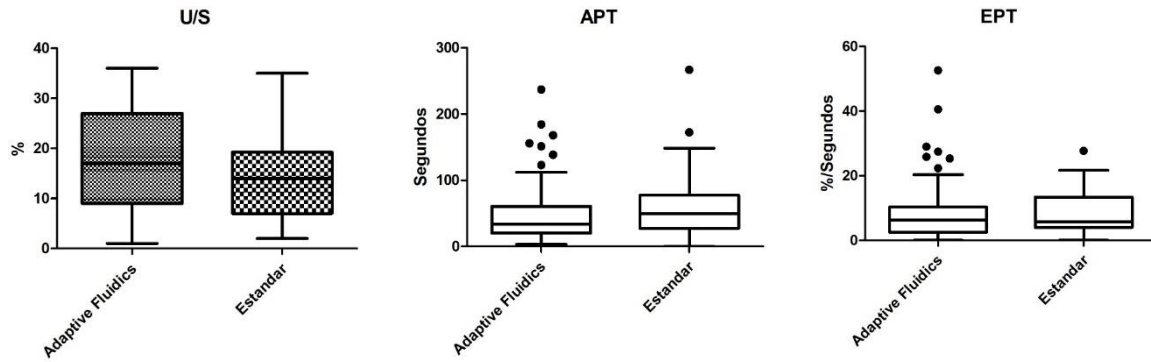 U/S
%
40
30
20
10
0
Adaptive Fluidics
Estandar
APT
Segundos
300
200
100
0
Adaptive Fluidics
Estandar
EPT
%/Segundos
60
40
20
0
Adaptive Fluidics
Estandar